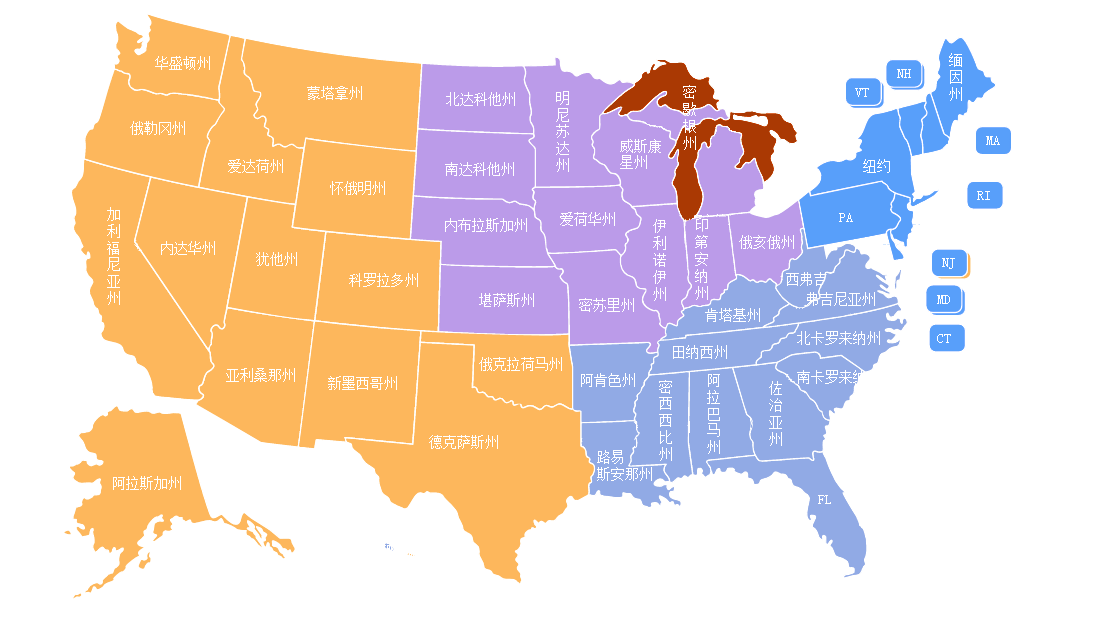 华盛顿州
俄勒冈州
加利福尼亚州
内达华州
爱达荷州
蒙塔拿州
怀俄明州
犹他州
科罗拉多州
亚利桑那州
新墨西哥州
阿拉斯加州
北达科他州
南达科他州
内布拉斯加州
堪萨斯州
俄克拉荷马州
德克萨斯州
明尼苏达州
爱荷华州
密苏里州
阿肯色州
路易
斯安那州
威斯康
星州
伊利诺伊州
密歇根州
印第安纳州
俄亥俄州
肯塔基州
田纳西州
密西西比州
阿拉巴马州
佐治亚州
FL
南卡罗来纳
北卡罗来纳州
西弗吉
弗吉尼亚州
PA
纽约
VT
NH
缅因州
MA
RI
NJ
MD
CT